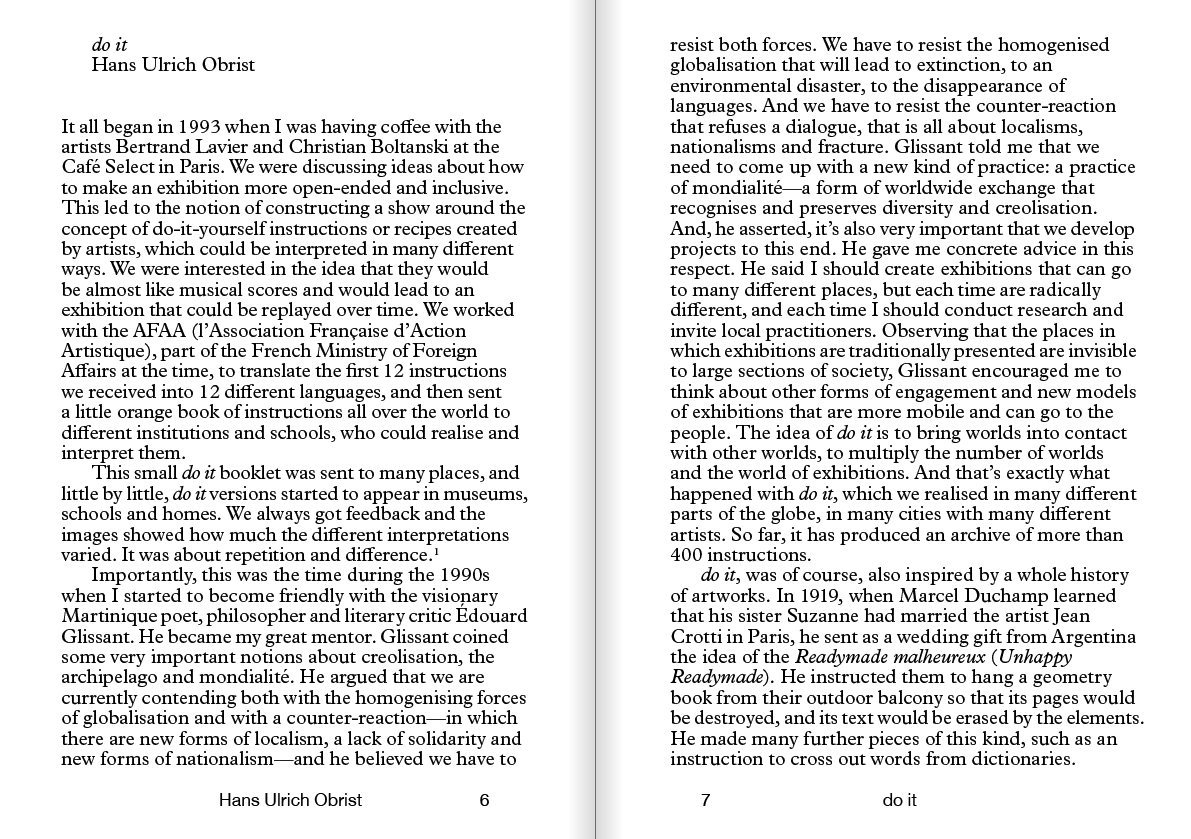 do it
Hans Ulrich Obrist
It all began in 1993 when I was having coffee with the
artists Bertrand Lavier and Christian Boltanski at the
Café Select in Paris. We were discussing ideas about how
to make an exhibition more open-ended and inclusive.
This led to the notion of constructing a show around the
concept of do-it-yourself instructions or recipes created
by artists, which could be interpreted in many different
ways. We were interested in the idea that they would
be almost like musical scores and would lead to an
exhibition that could be replayed over time. We worked
with the AFAA (l’Association Française d’Action
Artistique), part of the French Ministry of Foreign
Affairs at the time, to translate the first 12 instructions
we received into 12 different languages, and then sent
a little orange book of instructions all over the world to
different institutions and schools, who could realise and
interpret them.
This small do it booklet was sent to many places, and
little by little, do it versions started to appear in museums,
schools and homes. We always got feedback and the
images showed how much the different interpretations
varied. It was about repetition and difference.¹
Importantly, this was the time during the 1990s
when I started to become friendly with the visionary
Martinique poet, philosopher and literary critic Édouard
Glissant. He became my great mentor. Glissant coined
some very important notions about creolisation, the
archipelago and mondialité. He argued that we are
currently contending both with the homogenising forces
of globalisation and with a counter-reaction—in which
there are new forms of localism, a lack of solidarity and
new forms of nationalism—and he believed we have to
Hans Ulrich Obrist 6
resist both forces. We have to resist the homogenised
globalisation that will lead to extinction, to an
environmental disaster, to the disappearance of
languages. And we have to resist the counter-reaction
that refuses a dialogue, that is all about localisms,
nationalisms and fracture. Glissant told me that we
need to come up with a new kind of practice: a practice
of mondialité—a form of worldwide exchange that
recognises and preserves diversity and creolisation.
And, he asserted, it’s also very important that we develop
projects to this end. He gave me concrete advice in this
respect. He said I should create exhibitions that can go
to many different places, but each time are radically
different, and each time I should conduct research and
invite local practitioners. Observing that the places in
which exhibitions are traditionally presented are invisible
to large sections of society, Glissant encouraged me to
think about other forms of engagement and new models
of exhibitions that are more mobile and can go to the
people. The idea of do it is to bring worlds into contact
with other worlds, to multiply the number of worlds
and the world of exhibitions. And that’s exactly what
happened with do it, which we realised in many different
parts of the globe, in many cities with many different
artists. So far, it has produced an archive of more than
400 instructions.
do it, was of course, also inspired by a whole history
of artworks. In 1919, when Marcel Duchamp learned
that his sister Suzanne had married the artist Jean
Crotti in Paris, he sent as a wedding gift from Argentina
the idea of the Readymade malheureux (Unhappy
Readymade). He instructed them to hang a geometry
book from their outdoor balcony so that its pages would
be destroyed, and its text would be erased by the elements.
He made many further pieces of this kind, such as an
instruction to cross out words from dictionaries.
7 do it